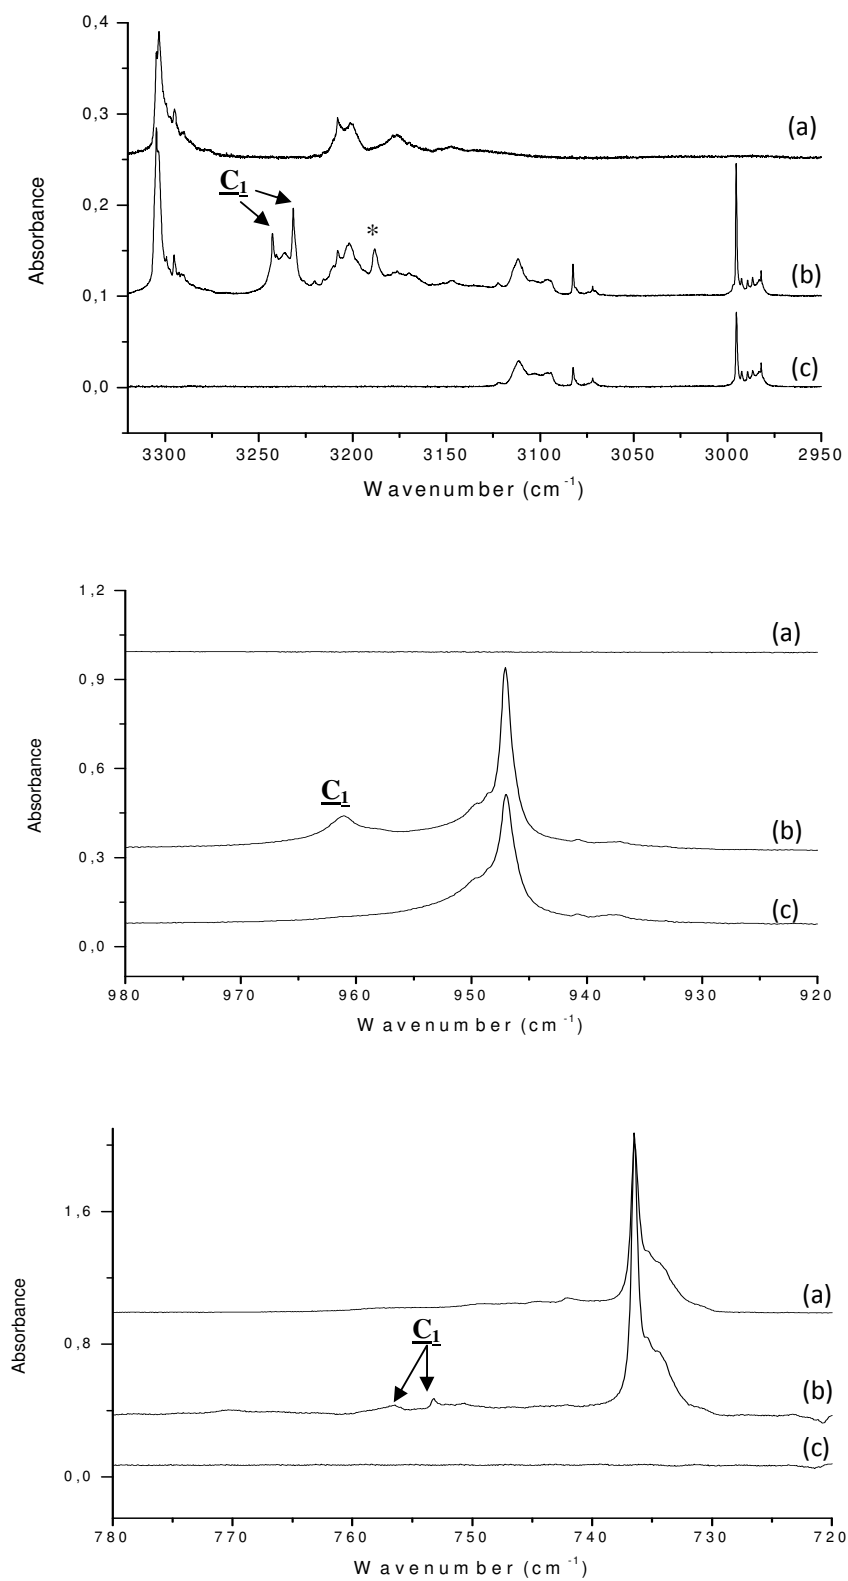 0,4
(a)
0,3
C1
0,2
*
(b)
0,1
(c)
0,0
Absorbance
3300 3250 3200 3150 3100 3050 3000 2950
Wavenumber (cm-1)
1,2
(a)
0,9
C1
0,6
(b)
0,3
(c)
0,0
Absorbance
980 970 960 950 940 930 920
Wavenumber (cm-1)
1,6
(a)
C1
0,8
(b)
(c)
0,0
Absorbance
780 770 760 750 740 730 720
Wavenumber (cm-1)